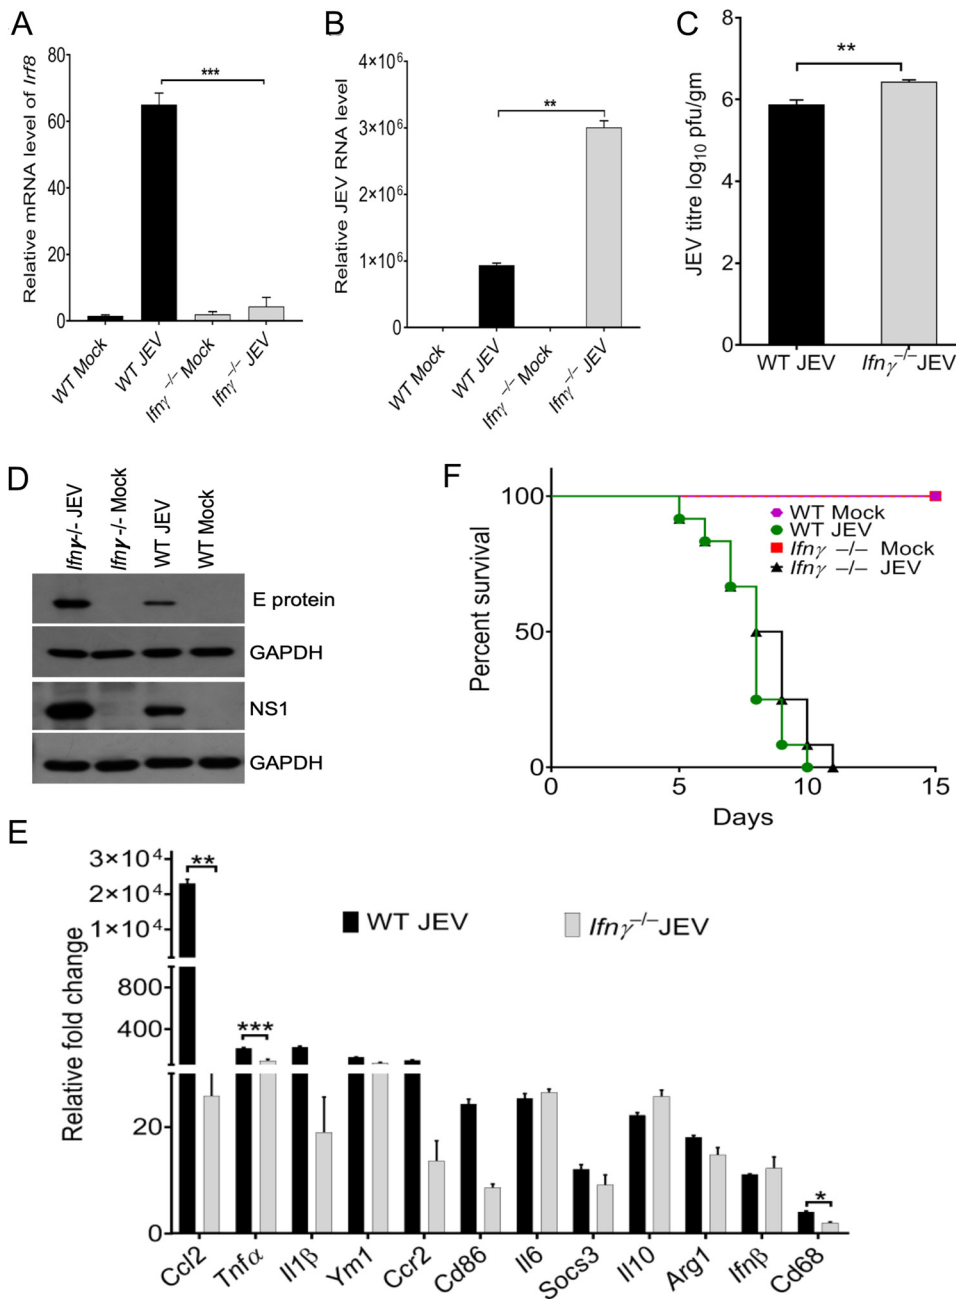 A
Relative mRNA level of Irf8
80
60
40
20
0
***
WT Mock
WT JEV
Ifnγ −/− Mock
Ifnγ −/− JEV
B
Relative JEV RNA level
4×10⁶
3×10⁶
2×10⁶
1×10⁶
0
**
WT Mock
WT JEV
Ifnγ −/− Mock
Ifnγ −/− JEV
C
JEV titre log₁₀ pfu/gm
8
6
4
2
0
**
WT JEV
Ifnγ−/−JEV
D
Ifnγ-/- JEV
Ifnγ -/- Mock
WT JEV
WT Mock
E protein
GAPDH
NS1
GAPDH
F
Percent survival
100
50
0
0
5
10
15
Days
WT Mock
WT JEV
Ifnγ −/− Mock
Ifnγ −/− JEV
E
Relative fold change
3×10⁴
2×10⁴
1×10⁴
800
400
20
0
**
***
*
WT JEV
Ifnγ−/−JEV
Ccl2
Tnfα
Il1β
Ym1
Ccr2
Cd86
Il6
Socs3
Il10
Arg1
Ifnβ
Cd68